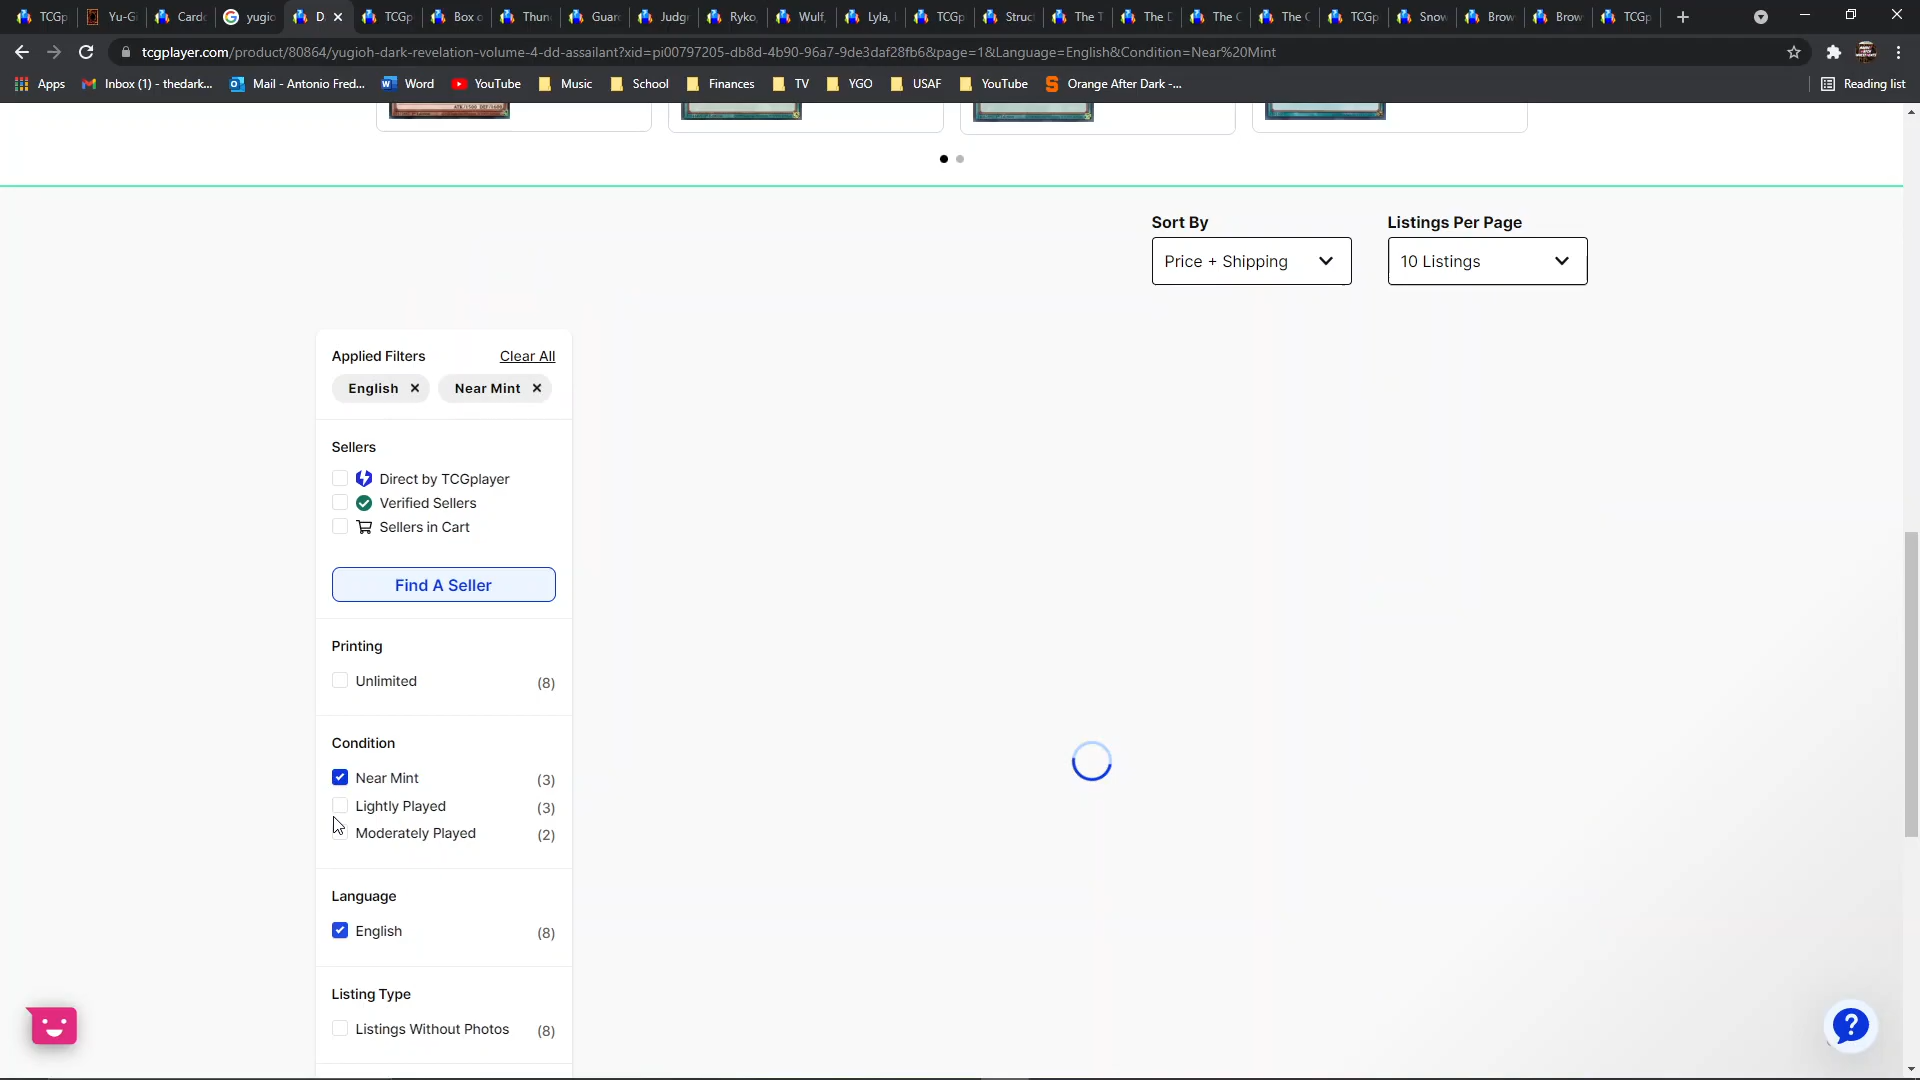 TCGp Yu-Gi Cardc yugio D TCGp Box o Thun Guar Judg Ryko, Wulf, Lyla, TCGp Struc The T The D The C The C TCGp Snow Brow Brow TCGp
tcgplayer.com/product/80864/yugioh-dark-revelation-volume-4-dd-assailant?xid=pi00797205-db8d-4b90-96a7-9de3daf28fb6&page=1&Language=English&Condition=Near%20Mint
Apps Inbox (1) - thedark... Mail - Antonio Fred... Word YouTube Music School Finances TV YGO USAF YouTube Orange After Dark -... Reading list
Sort By Listings Per Page
Price + Shipping 10 Listings
Applied Filters Clear All
English Near Mint
Sellers
Direct by TCGplayer
Verified Sellers
Sellers in Cart
Find A Seller
Printing
Unlimited (8)
Condition
Near Mint (3)
Lightly Played (3)
Moderately Played (2)
Language
English (8)
Listing Type
Listings Without Photos (8)